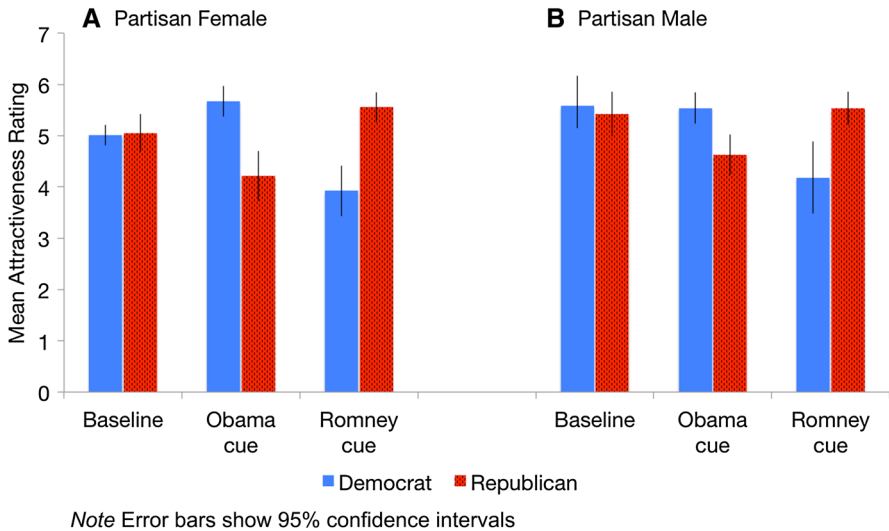 A Partisan Female
B Partisan Male
Mean Attractiveness Rating
7
6
5
4
3
2
1
0
Baseline
Obama
cue
Romney
cue
Baseline
Obama
cue
Romney
cue
Democrat Republican
Note Error bars show 95% confidence intervals